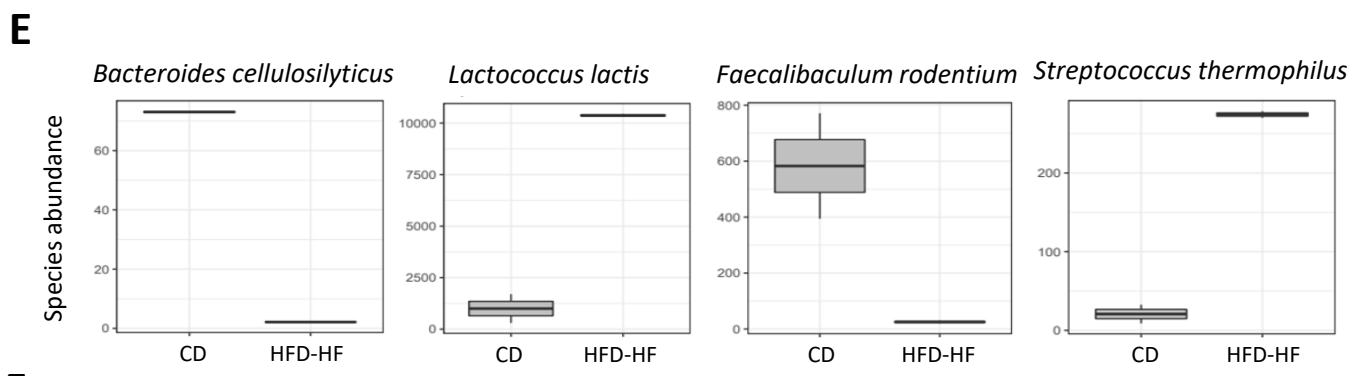 E
Bacteroides cellulosilyticus
Lactococcus lactis
Faecalibaculum rodentium
Streptococcus thermophilus
Species abundance
60
40
20
0
CD
HFD-HF
10000
7500
5000
2500
0
CD
HFD-HF
800
600
400
200
0
CD
HFD-HF
200
100
0
CD
HFD-HF